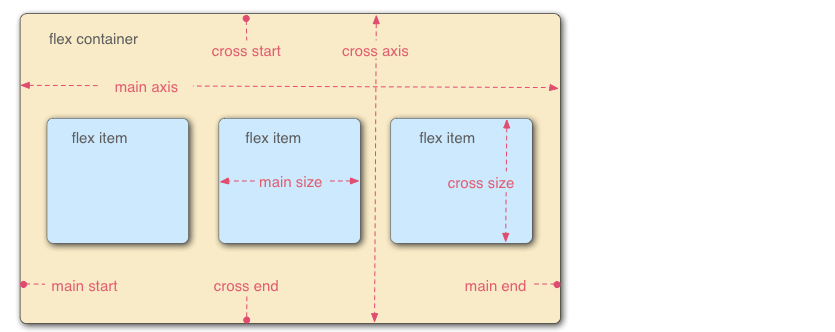 flex container
cross start
cross axis
main axis
flex item
flex item
flex item
main size
cross size
main start
cross end
main end